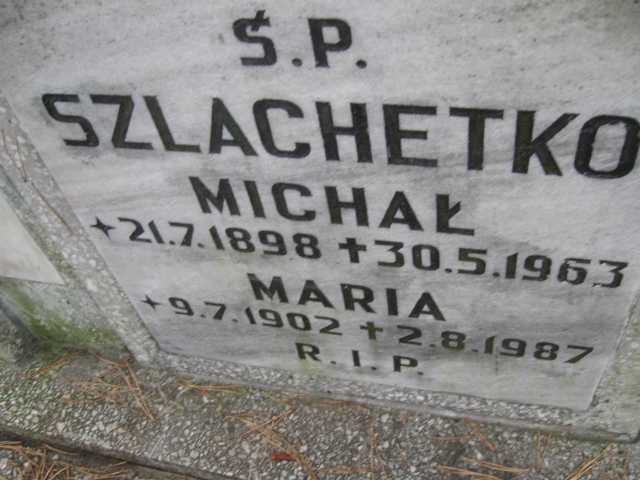 Ś.P.
SZLACHETKO
MICHAŁ
*21.7.1898 ✝30.5.1963
MARIA
*9.7.1902 ✝2.8.1987
R.I.P.